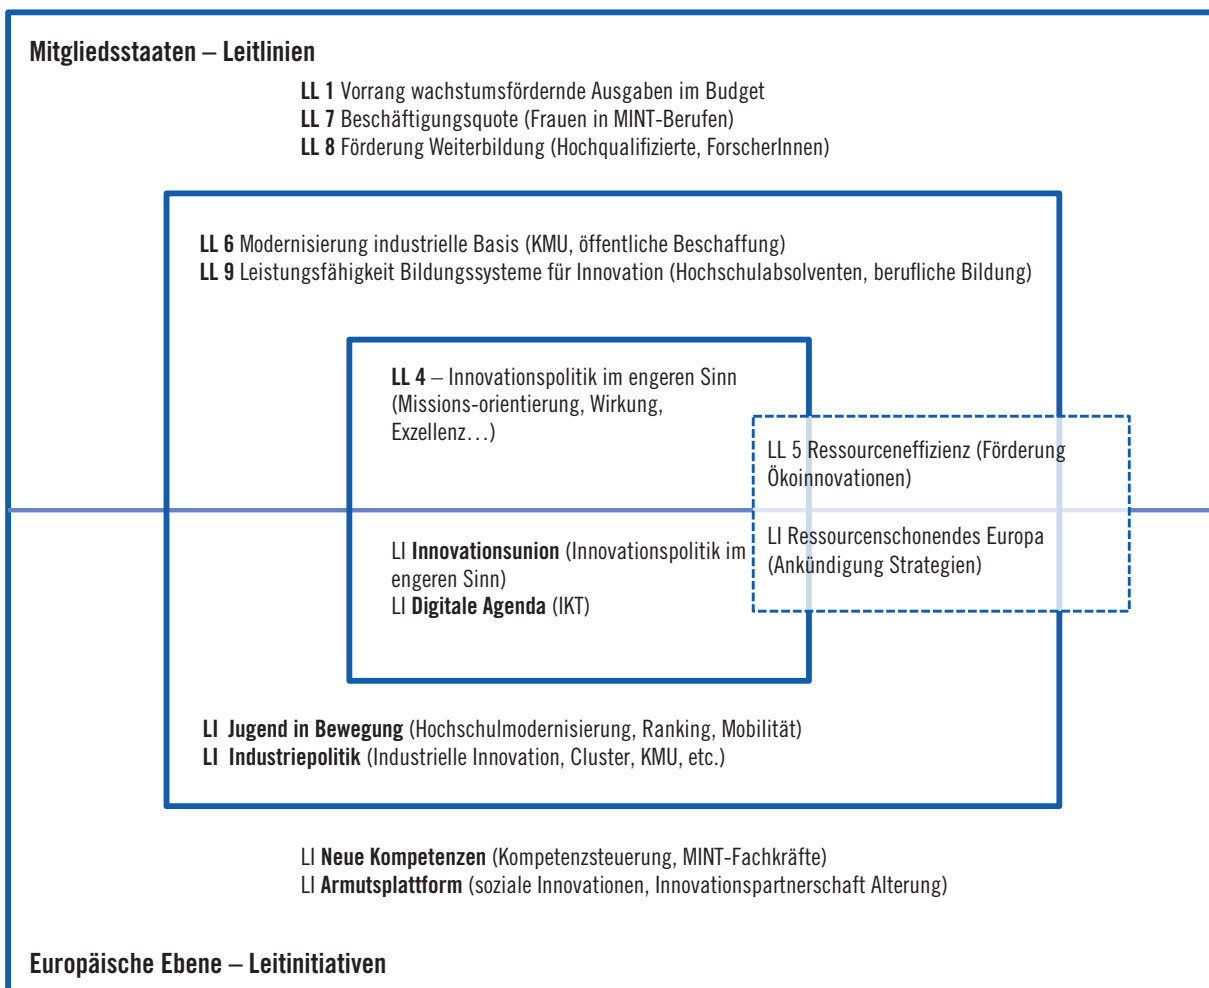 Mitgliedsstaaten – Leitlinien
LL 1 Vorrang wachstumsfördernde Ausgaben im Budget
LL 7 Beschäftigungsquote (Frauen in MINT-Berufen)
LL 8 Förderung Weiterbildung (Hochqualifizierte, ForscherInnen)
LL 6 Modernisierung industrielle Basis (KMU, öffentliche Beschaffung)
LL 9 Leistungsfähigkeit Bildungssysteme für Innovation (Hochschulabsolventen, berufliche Bildung)
LL 4 – Innovationspolitik im engeren Sinn
(Missions-orientierung, Wirkung,
Exzellenz…)
LL 5 Ressourceneffizienz (Förderung
Ökoinnovationen)
LI Ressourcenschonendes Europa
(Ankündigung Strategien)
LI Innovationsunion (Innovationspolitik im
engeren Sinn)
LI Digitale Agenda (IKT)
LI Jugend in Bewegung (Hochschulmodernisierung, Ranking, Mobilität)
LI Industriepolitik (Industrielle Innovation, Cluster, KMU, etc.)
LI Neue Kompetenzen (Kompetenzsteuerung, MINT-Fachkräfte)
LI Armutsplattform (soziale Innovationen, Innovationspartnerschaft Alterung)
Europäische Ebene – Leitinitiativen